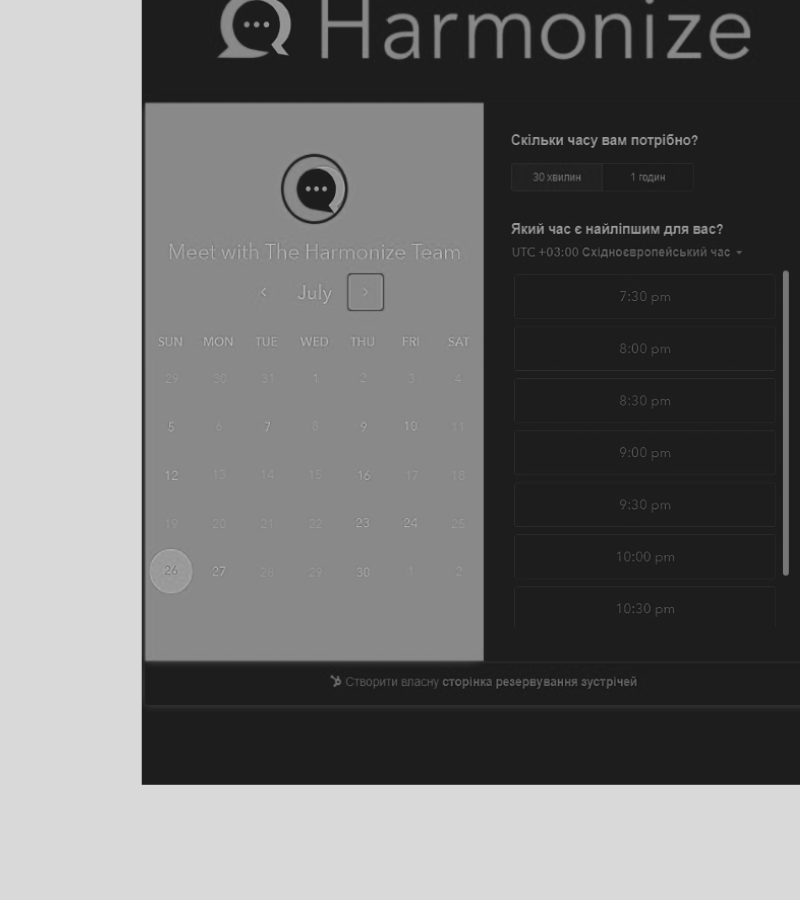 Harmonize
Meet with The Harmonize Team
July
SUN MON TUE WED THU FRI SAT
29 30 31 1 2 3 4
5 6 7 8 9 10 11
12 13 14 15 16 17 18
19 20 21 22 23 24 25
26 27 28 29 30 1 2
Скільки часу вам потрібно?
30 хвилин 1 годин
Який час є найліпшим для вас?
UTC +03:00 Східноєвропейський час
7:30 pm
8:00 pm
8:30 pm
9:00 pm
9:30 pm
10:00 pm
10:30 pm
Створити власну сторінка резервування зустрічей